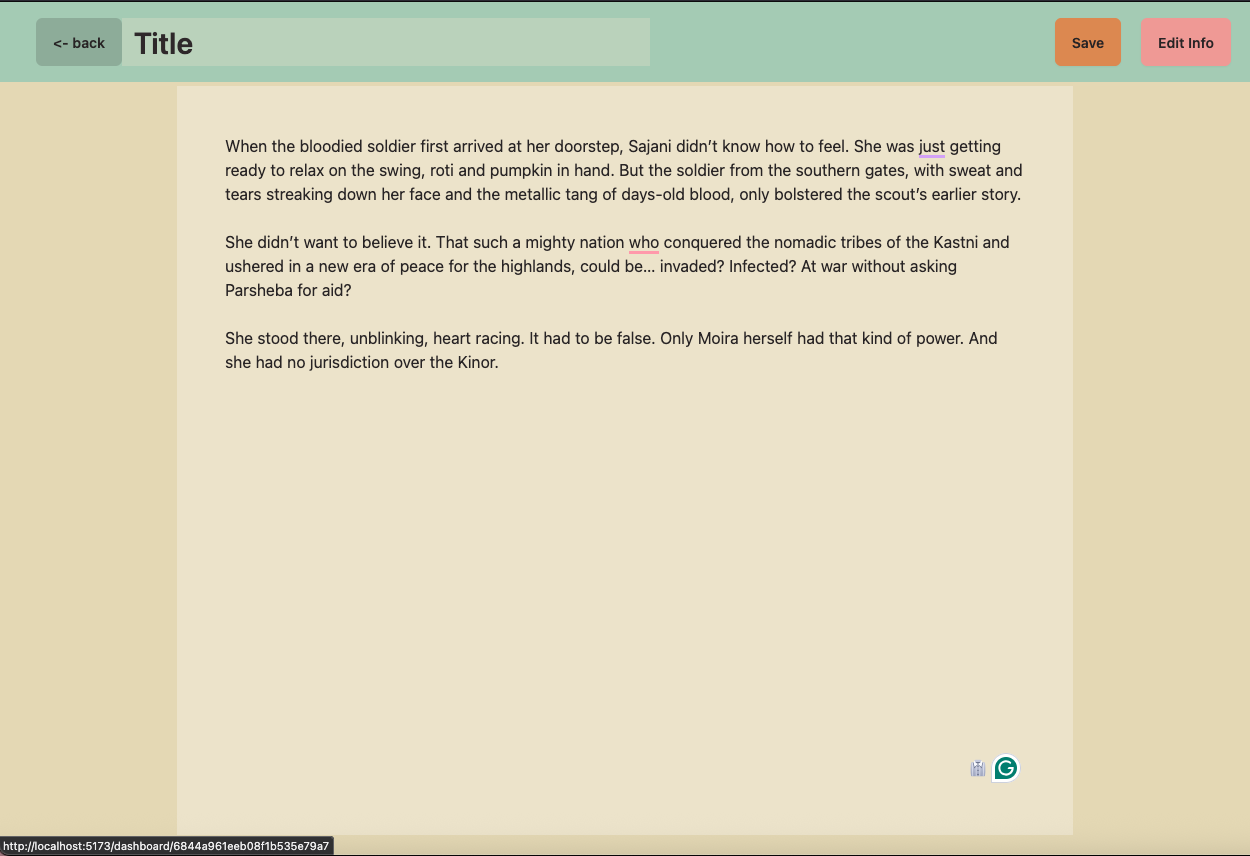 <- back
Title
Save
Edit Info
When the bloodied soldier first arrived at her doorstep, Sajani didn’t know how to feel. She was just getting
ready to relax on the swing, roti and pumpkin in hand. But the soldier from the southern gates, with sweat and
tears streaking down her face and the metallic tang of days-old blood, only bolstered the scout’s earlier story.
She didn’t want to believe it. That such a mighty nation who conquered the nomadic tribes of the Kastni and
ushered in a new era of peace for the highlands, could be... invaded? Infected? At war without asking
Parsheba for aid?
She stood there, unblinking, heart racing. It had to be false. Only Moira herself had that kind of power. And
she had no jurisdiction over the Kinor.
G
http://localhost:5173/dashboard/6844a961eeb08f1b535e79a7